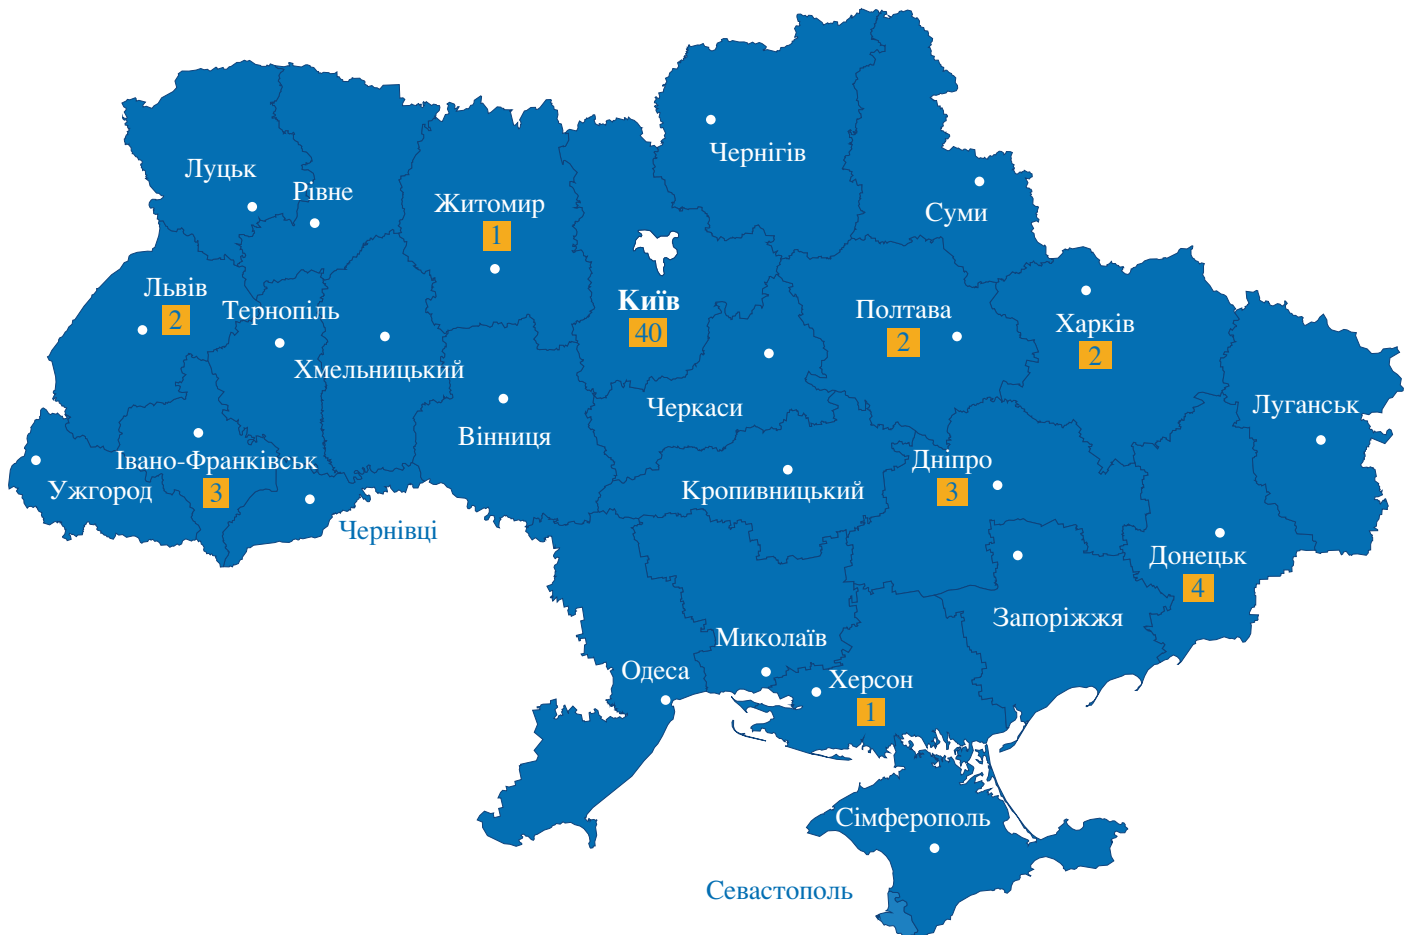 Чернігів
Луцьк
Рівне
Житомир
1
Суми
Львів
2
Тернопіль
Київ
40
Полтава
2
Харків
2
Хмельницький
Черкаси
Луганськ
Вінниця
Івано-Франківськ
3
Ужгород
Дніпро
3
Кропивницький
Чернівці
Донецьк
4
Запоріжжя
Миколаїв
Одеса
Херсон
1
Сімферополь
Севастополь